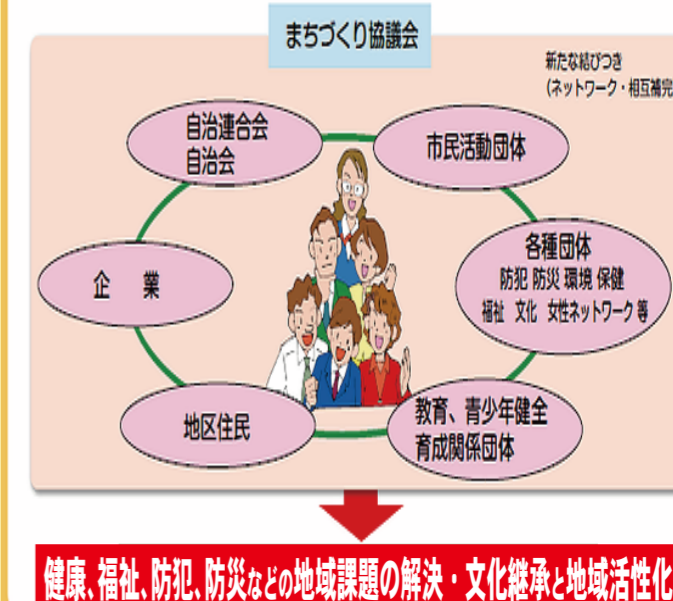 まちづくり協議会
新たな結びつき
(ネットワーク・相互補完
自治連合会
自治会
市民活動団体
企　業
各種団体
防犯 防災 環境 保健
福祉 文化 女性ネットワーク 等
地区住民
教育、青少年健全
育成関係団体
健康、福祉、防犯、防災などの地域課題の解決・文化継承と地域活性化